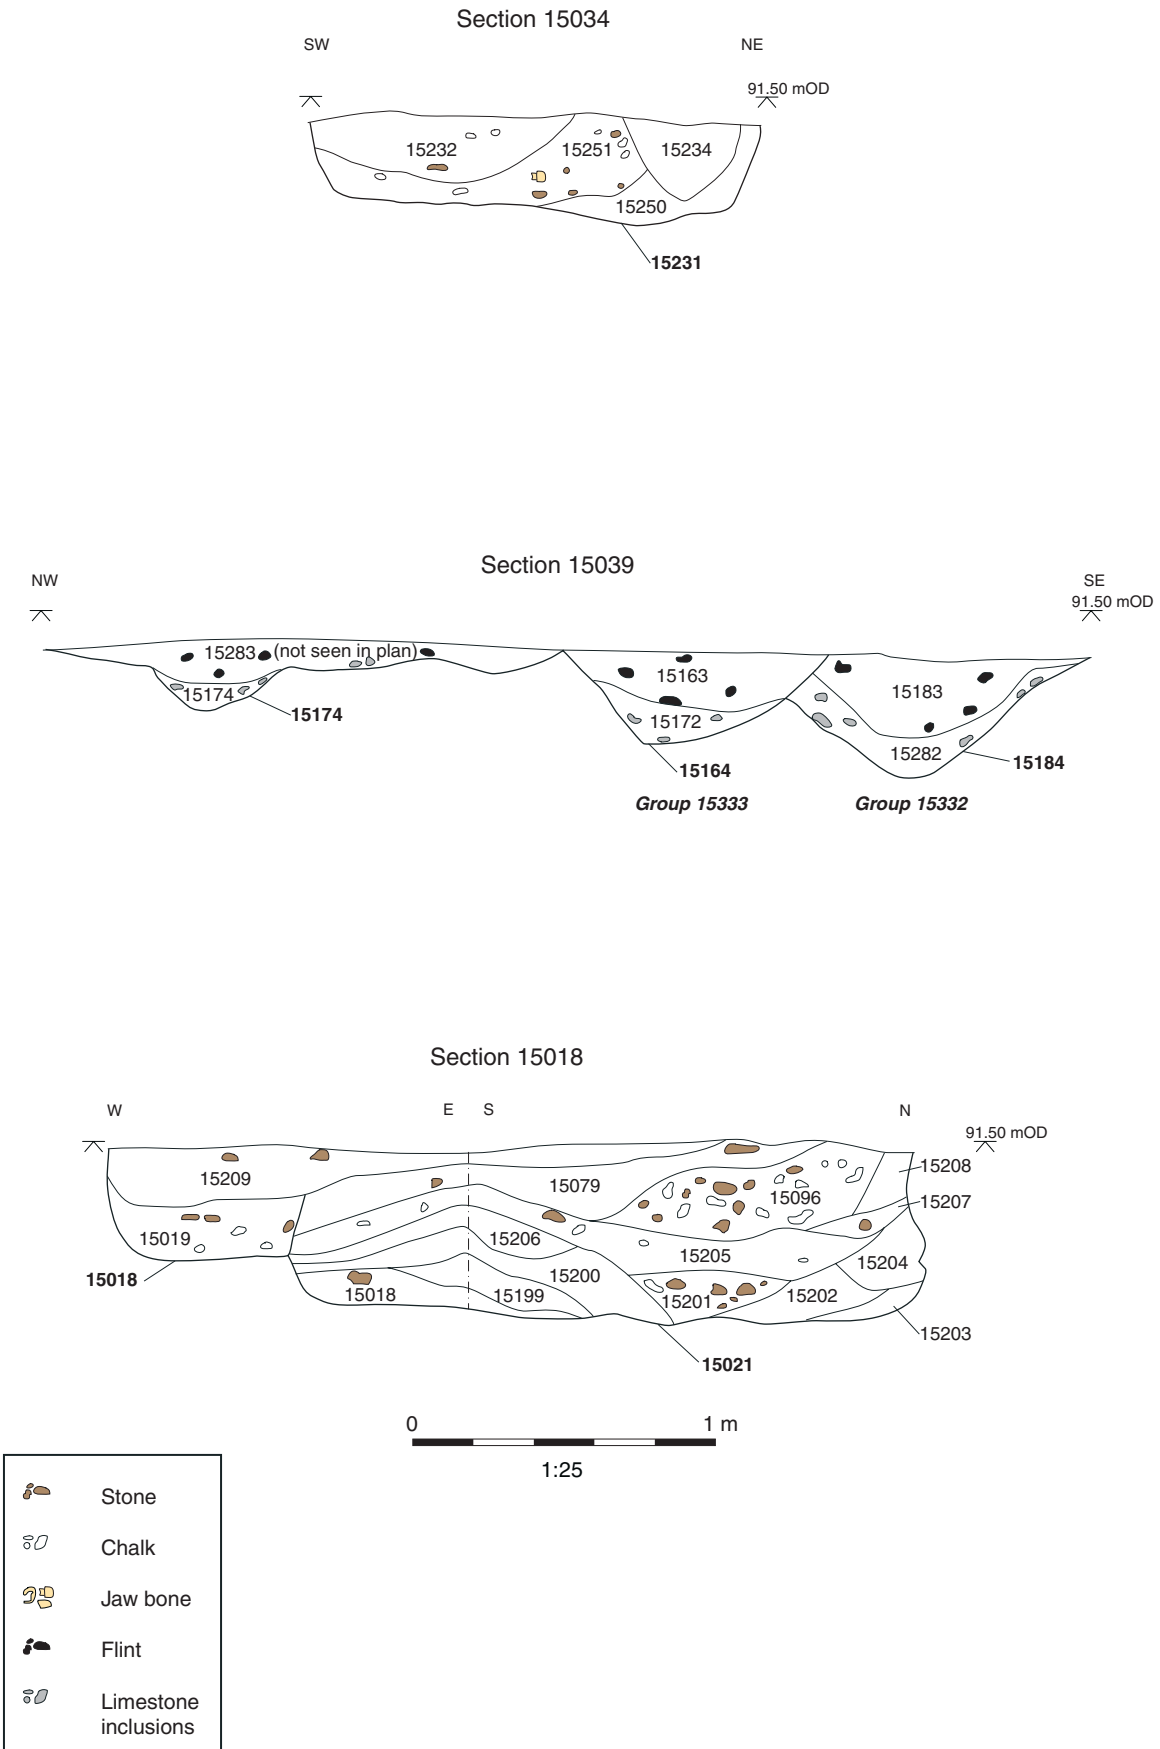 Section 15034
SW NE
91.50 mOD
15232 15251 15234
15250
15231
Section 15039
NW SE
91.50 mOD
15283 (not seen in plan)
15163
15174 15183
15174 15172
15282
15164 15184
Group 15333 Group 15332
Section 15018
W E S N
91.50 mOD
15208
15209 15079 15096
15207
15019 15206 15205
15204
15018 15200
15018 15199 15201 15202
15203
15021
0 1 m
1:25
Stone
Chalk
Jaw bone
Flint
Limestone
inclusions